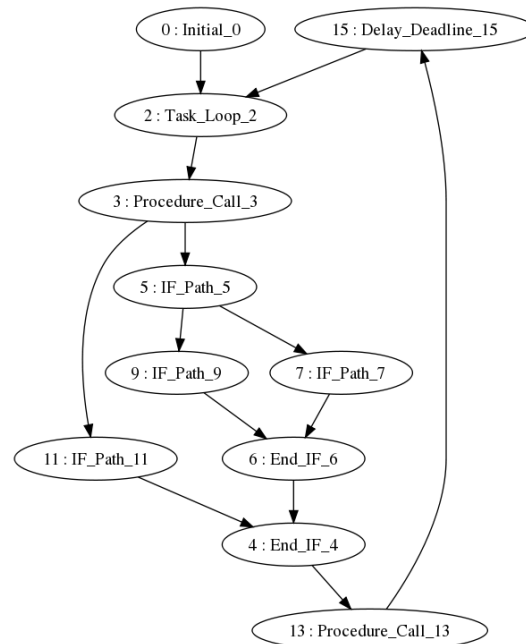 0 : Initial_0
15 : Delay_Deadline_15
2 : Task_Loop_2
3 : Procedure_Call_3
5 : IF_Path_5
9 : IF_Path_9
7 : IF_Path_7
11 : IF_Path_11
6 : End_IF_6
4 : End_IF_4
13 : Procedure_Call_13